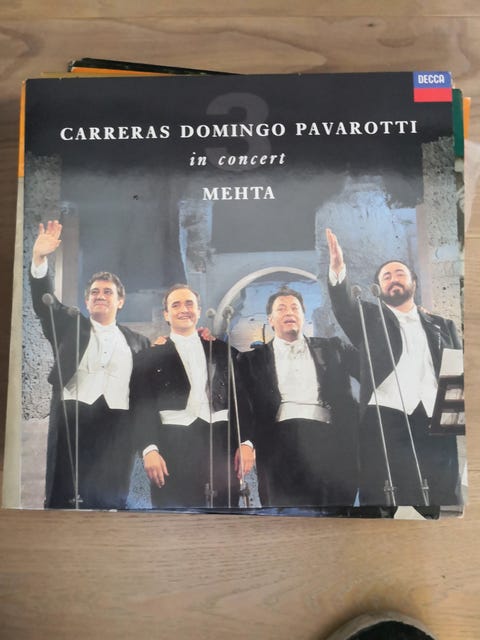 DECCA
3
CARRERAS DOMINGO PAVAROTTI
in concert
MEHTA